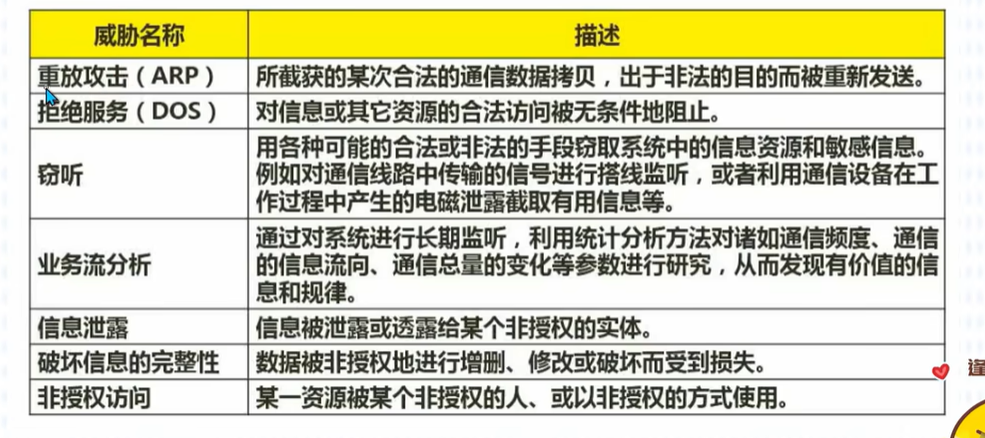 威胁名称 描述
重放攻击（ARP） 所截获的某次合法的通信数据拷贝，出于非法的目的而被重新发送。
拒绝服务（DOS） 对信息或其它资源的合法访问被无条件地阻止。
窃听 用各种可能的合法或非法的手段窃取系统中的信息资源和敏感信息。
例如对通信线路中传输的信号进行搭线监听，或者利用通信设备在工
作过程中产生的电磁泄露截取有用信息等。
业务流分析 通过对系统进行长期监听，利用统计分析方法对诸如通信频度、通信
的信息流向、通信总量的变化等参数进行研究，从而发现有价值的信
息和规律。
信息泄露 信息被泄露或透露给某个非授权的实体。
破坏信息的完整性 数据被非授权地进行增删、修改或破坏而受到损失。
非授权访问 某一资源被某个非授权的人、或以非授权的方式使用。